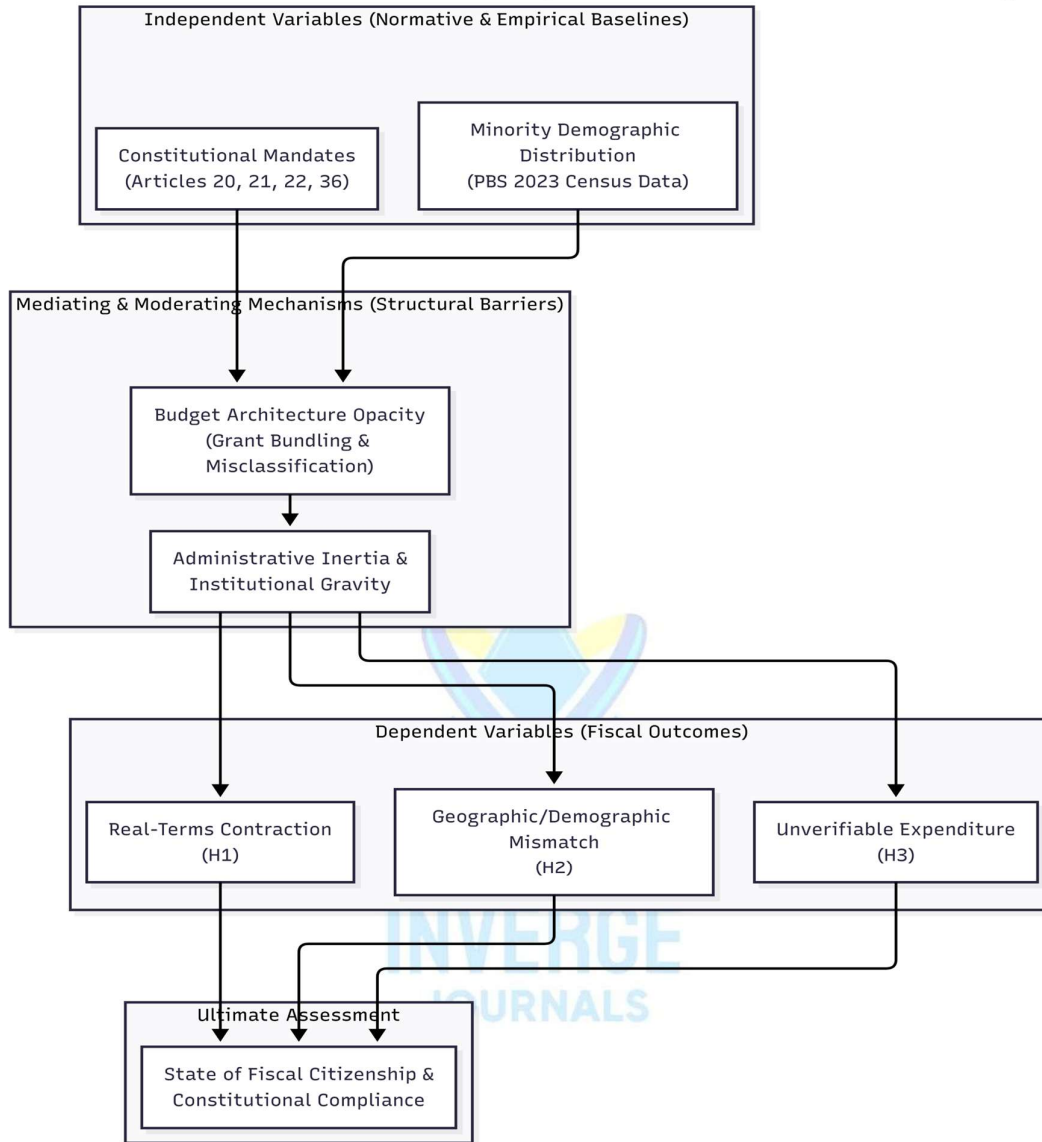 Independent Variables (Normative & Empirical Baselines)
Constitutional Mandates
(Articles 20, 21, 22, 36)
Minority Demographic
Distribution
(PBS 2023 Census Data)
Mediating & Moderating Mechanisms (Structural Barriers)
Budget Architecture Opacity
(Grant Bundling &
Misclassification)
Administrative Inertia &
Institutional Gravity
Dependent Variables (Fiscal Outcomes)
Real-Terms Contraction
(H1)
Geographic/Demographic
Mismatch
(H2)
Unverifiable Expenditure
(H3)
INVERGE
JOURNALS
Ultimate Assessment
State of Fiscal Citizenship &
Constitutional Compliance